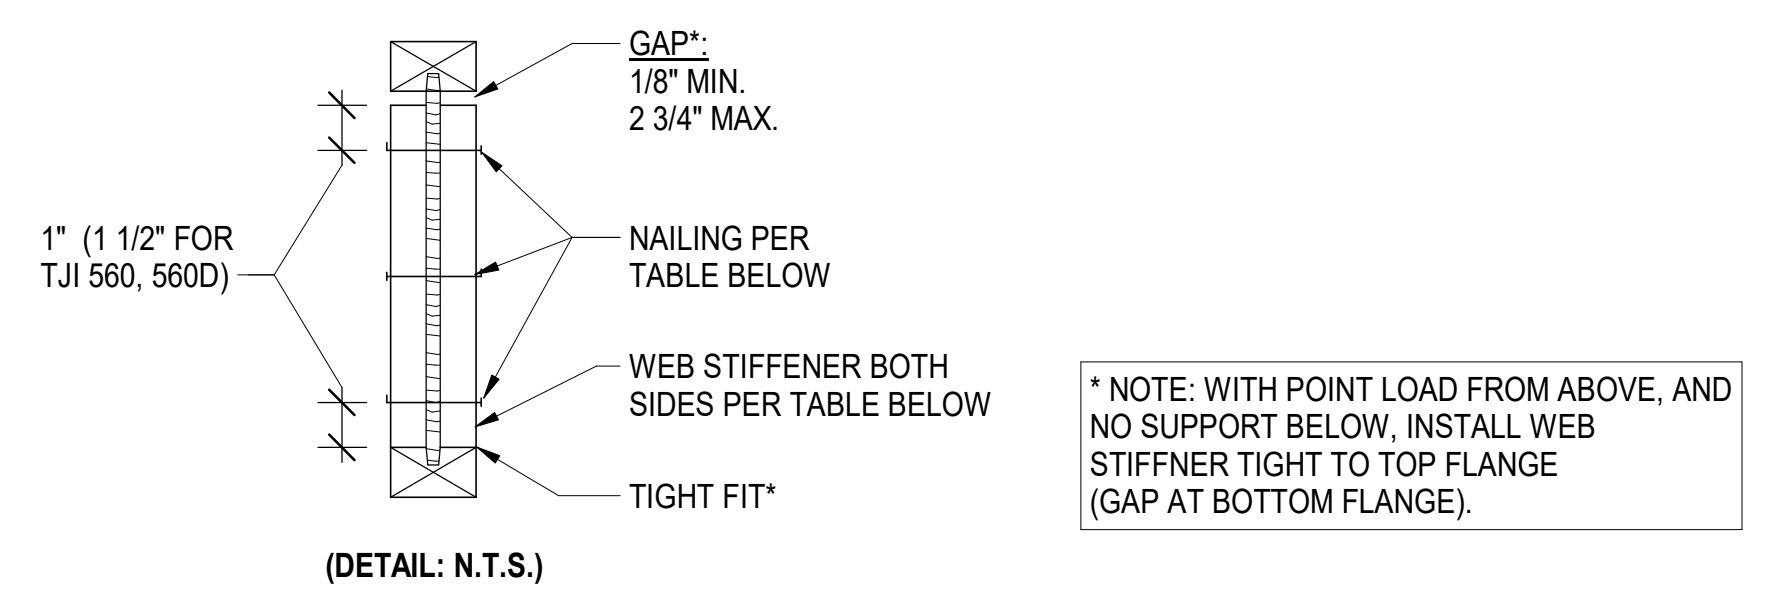 GAP*:
1/8" MIN.
2 3/4" MAX.
1" (1 1/2" FOR
TJI 560, 560D)
NAILING PER
TABLE BELOW
WEB STIFFENER BOTH
SIDES PER TABLE BELOW
TIGHT FIT*
(DETAIL: N.T.S.)
* NOTE: WITH POINT LOAD FROM ABOVE, AND
NO SUPPORT BELOW, INSTALL WEB
STIFFNER TIGHT TO TOP FLANGE
(GAP AT BOTTOM FLANGE).